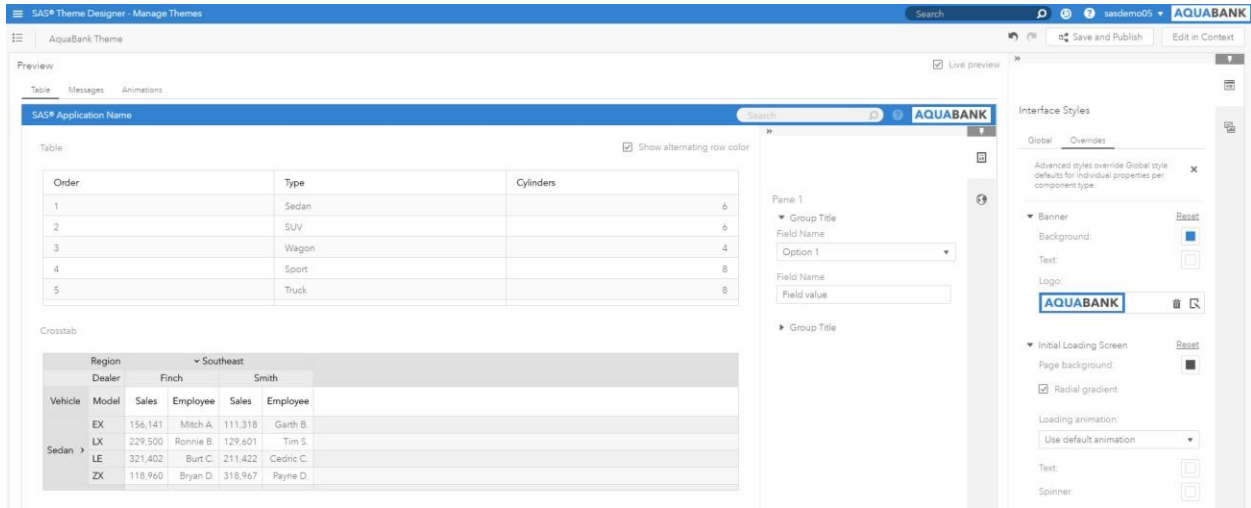 SAS® Theme Designer - Manage Themes Search sasdemo05 AQUABANK
AquaBank Theme Save and Publish Edit in Context
Preview Live preview
Table Messages Animations
SAS® Application Name Search AQUABANK
Table Show alternating row color
Order Type Cylinders
1 Sedan 6
2 SUV 6
3 Wagon 4
4 Sport 8
5 Truck 8
Crosstab
Region Southeast
Dealer Finch Smith
Vehicle Model Sales Employee Sales Employee
Sedan
EX 156,141 Mitch A. 111,318 Garth B.
LX 229,500 Ronnie B. 129,601 Tim S.
LE 321,402 Burt C. 211,422 Cedric C.
ZX 118,960 Bryan D. 318,967 Payne D.
Pane 1
Group Title
Field Name
Option 1
Field Name
Field value
Group Title
Interface Styles
Global Overrides
Advanced styles override Global style
defaults for individual properties per
component type.
Banner Reset
Background:
Text:
Logo:
AQUABANK
Initial Loading Screen Reset
Page background:
Radial gradient
Loading animation:
Use default animation
Text:
Spinner